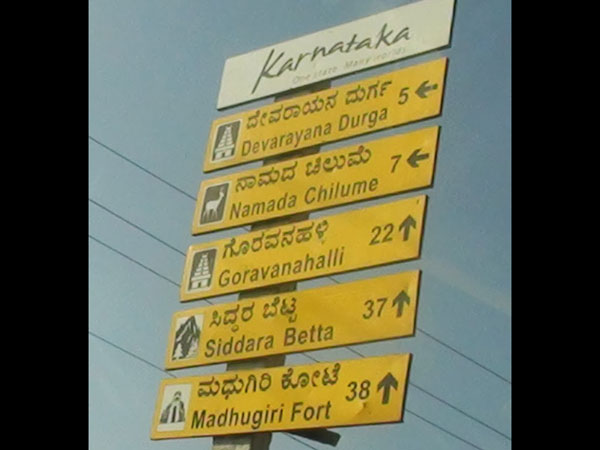 Karnataka
One state. Many worlds.
ದೇವರಾಯನ ದುರ್ಗ 5
Devarayana Durga
ನಾಮದ ಚಿಲುಮೆ 7
Namada Chilume
ಗೊರವನಹಳ್ಳಿ 22
Goravanahalli
ಸಿದ್ದರ ಬೆಟ್ಟ 37
Siddara Betta
ಮಧುಗಿರಿ ಕೋಟೆ 38
Madhugiri Fort